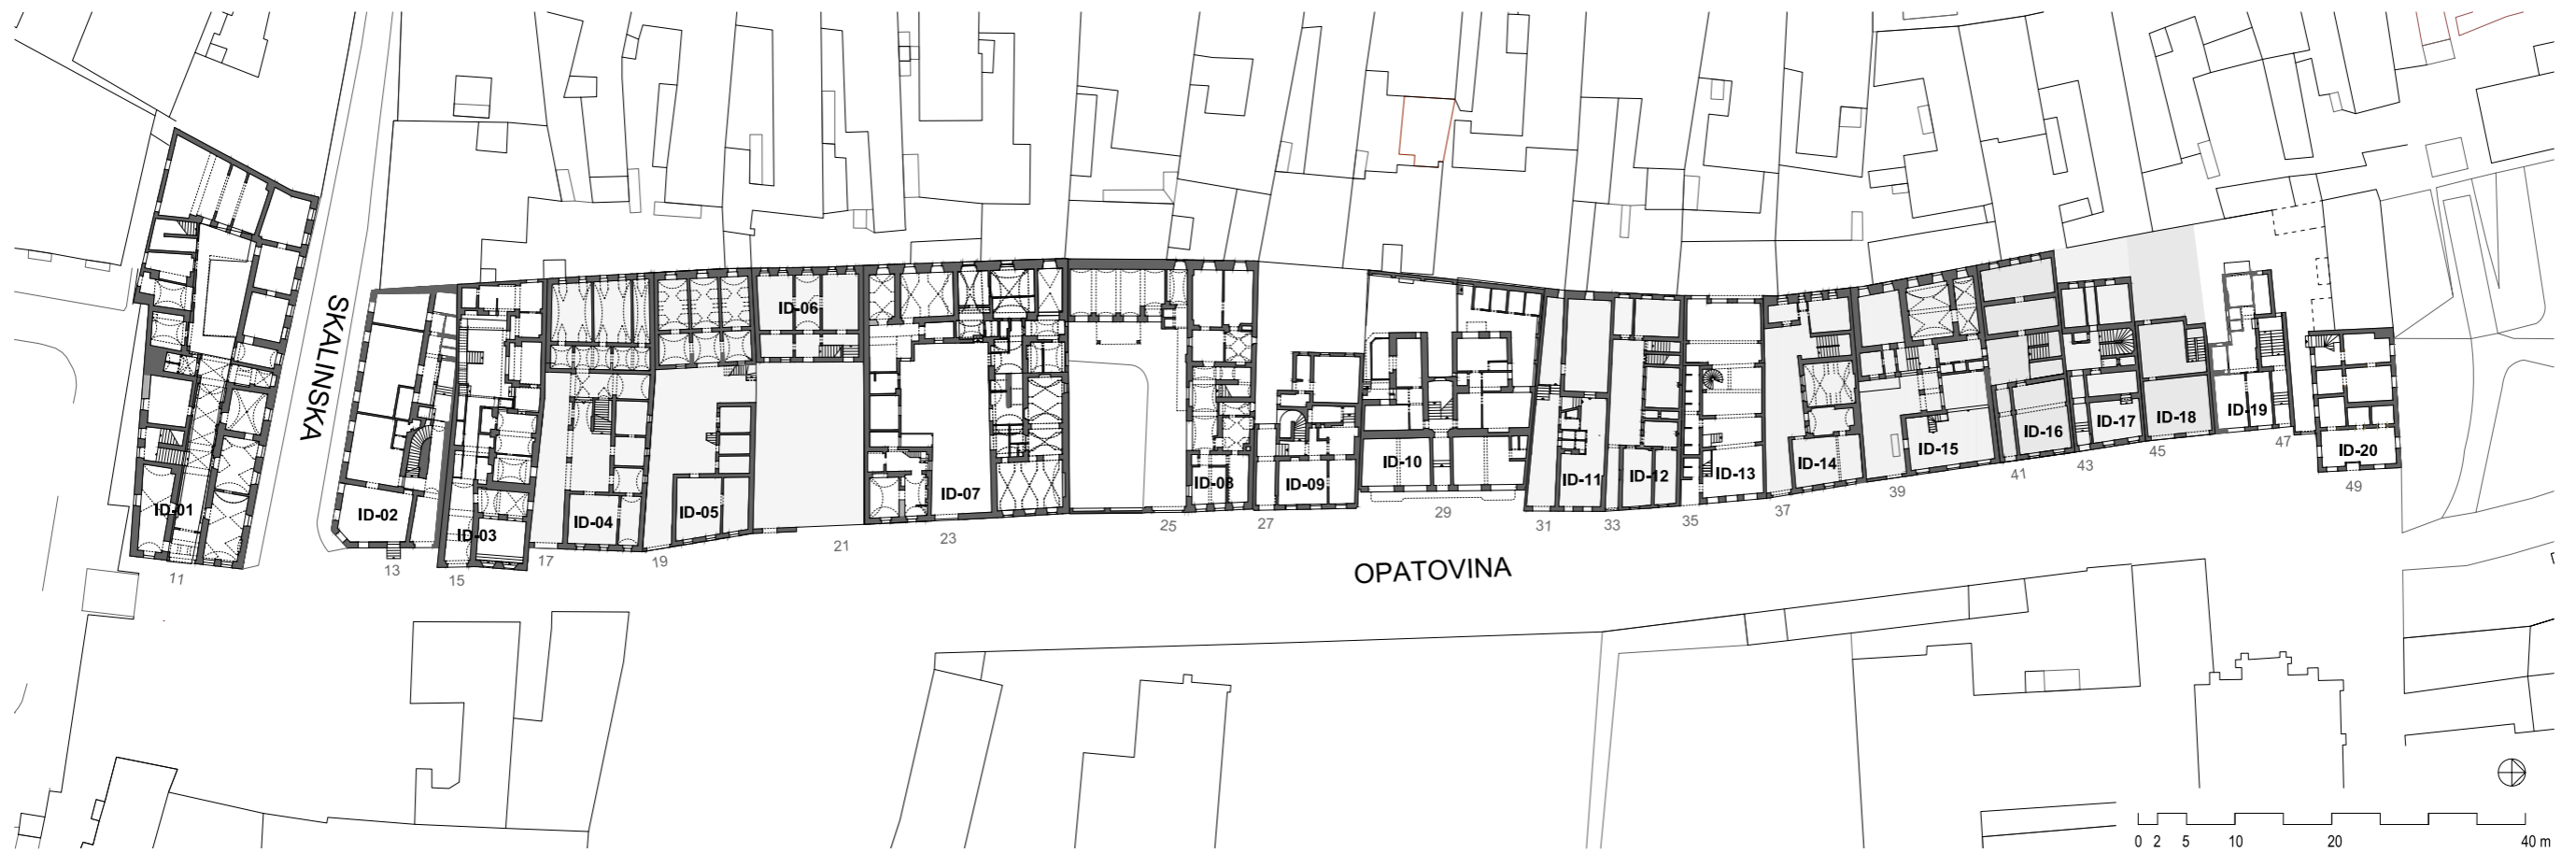 SKALINSKA
OPATOVINA
ID-01
ID-02
ID-03
ID-04
ID-05
ID-06
ID-07
ID-08
ID-09
ID-10
ID-11
ID-12
ID-13
ID-14
ID-15
ID-16
ID-17
ID-18
ID-19
ID-20
11
13
15
17
19
21
23
25
27
29
31
33
35
37
39
41
43
45
47
49
0 2 5 10 20 40 m